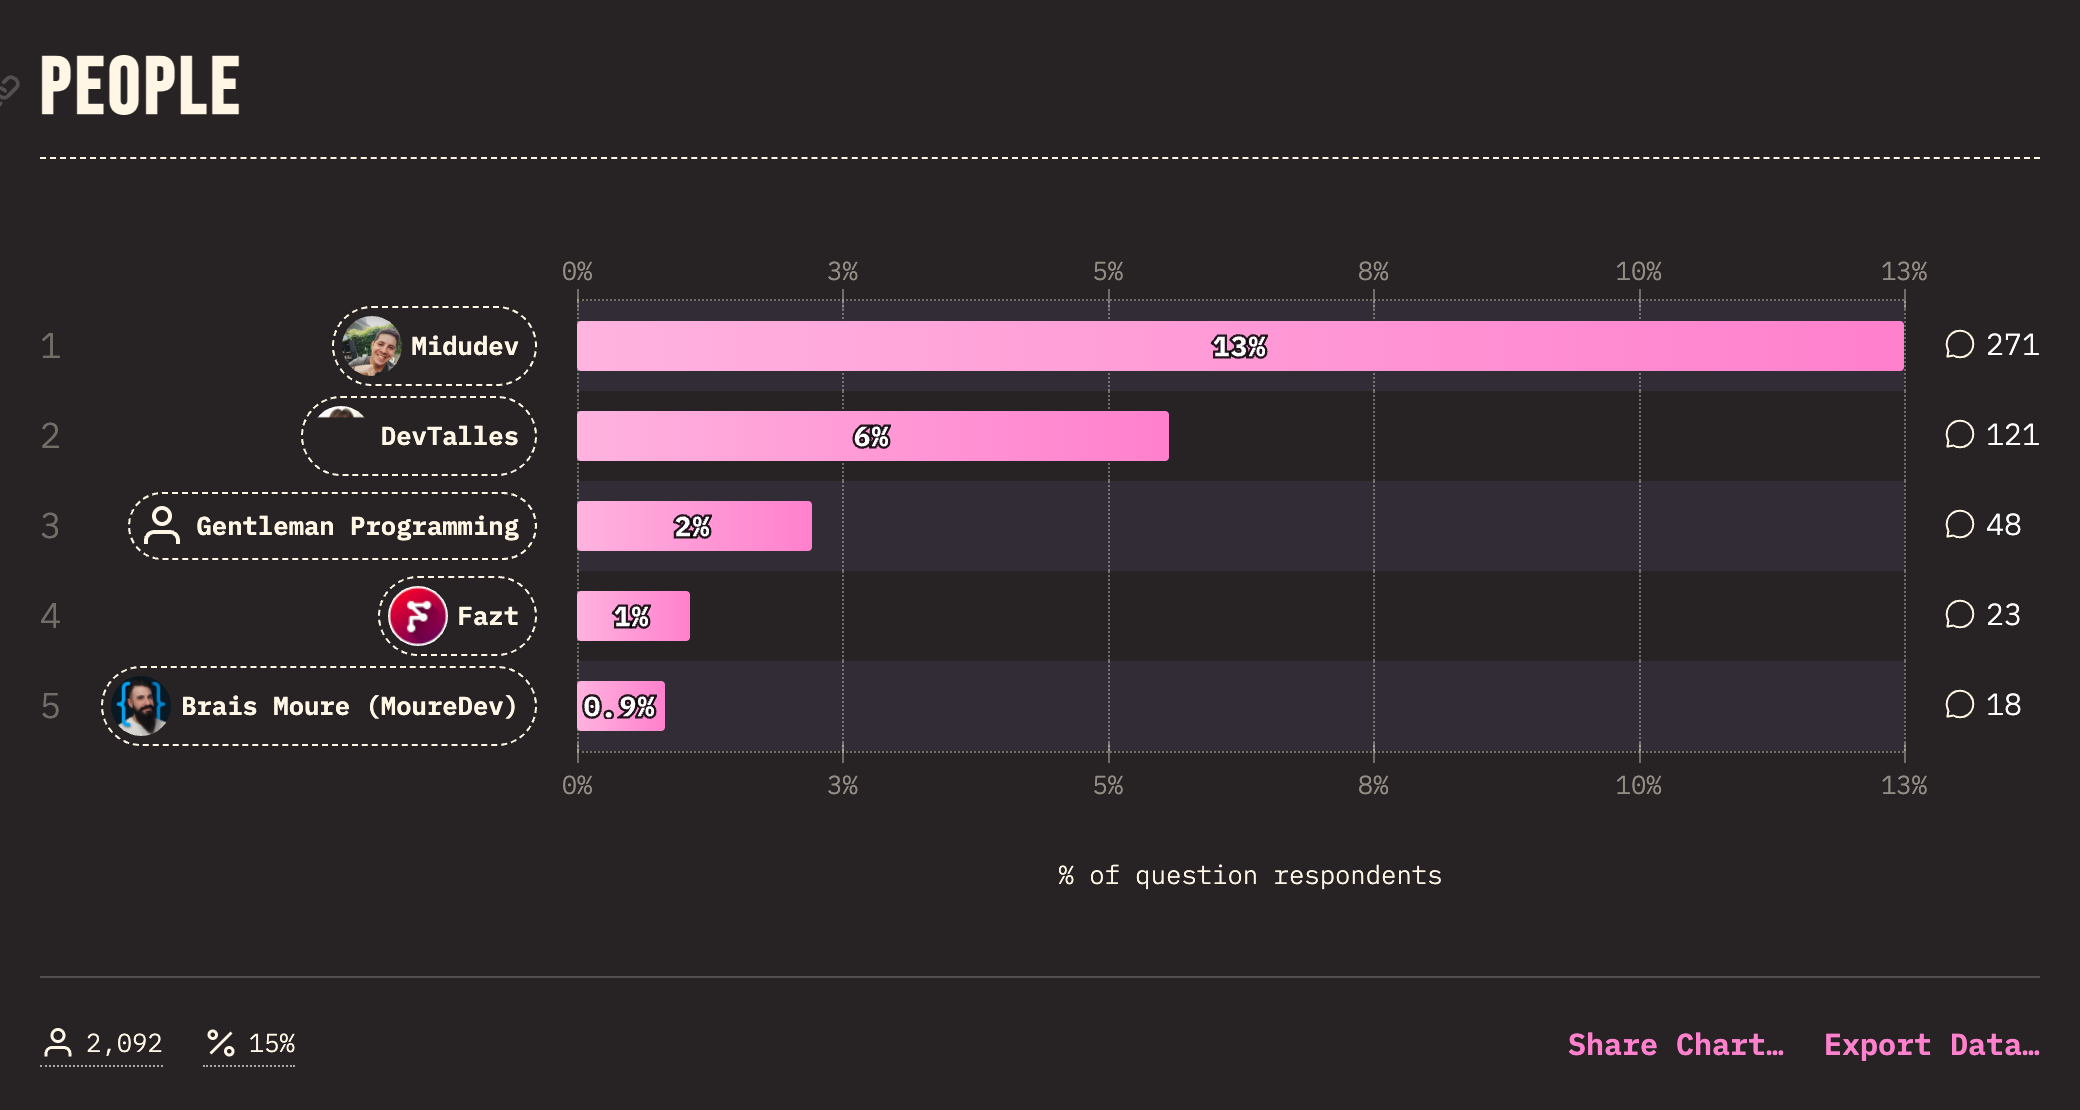 PEOPLE
0% 3% 5% 8% 10% 13%
1 Midudev 13% 271
2 DevTalles 6% 121
3 Gentleman Programming 2% 48
4 Fazt 1% 23
5 Brais Moure (MoureDev) 0.9% 18
0% 3% 5% 8% 10% 13%
% of question respondents
2,092 % 15% Share Chart… Export Data…